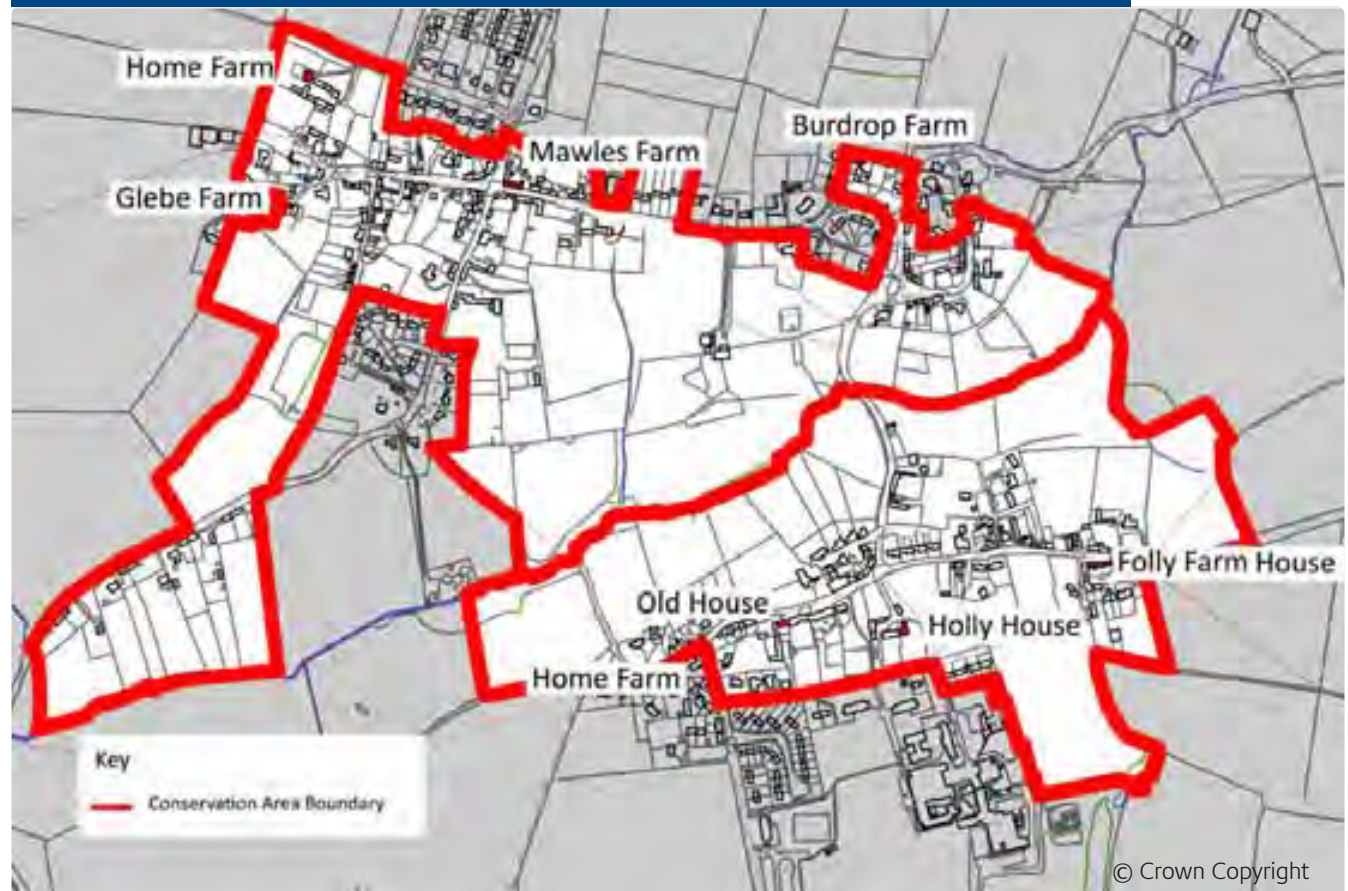 Home Farm
Burdrop Farm
Mawles Farm
Glebe Farm
Folly Farm House
Old House
Holly House
Home Farm
Key
Conservation Area Boundary
© Crown Copyright